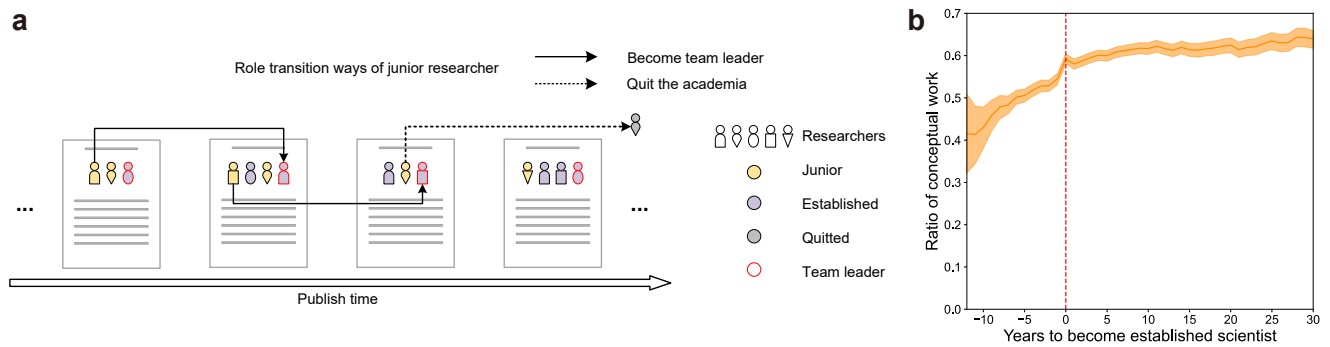 a
Role transition ways of junior researcher
Become team leader
Quit the academia
...
...
Researchers
Junior
Established
Quitted
Team leader
Publish time
b
Ratio of conceptual work
0.7
0.6
0.5
0.4
0.3
0.2
0.1
0.0
−10 −5 0 5 10 15 20 25 30
Years to become established scientist